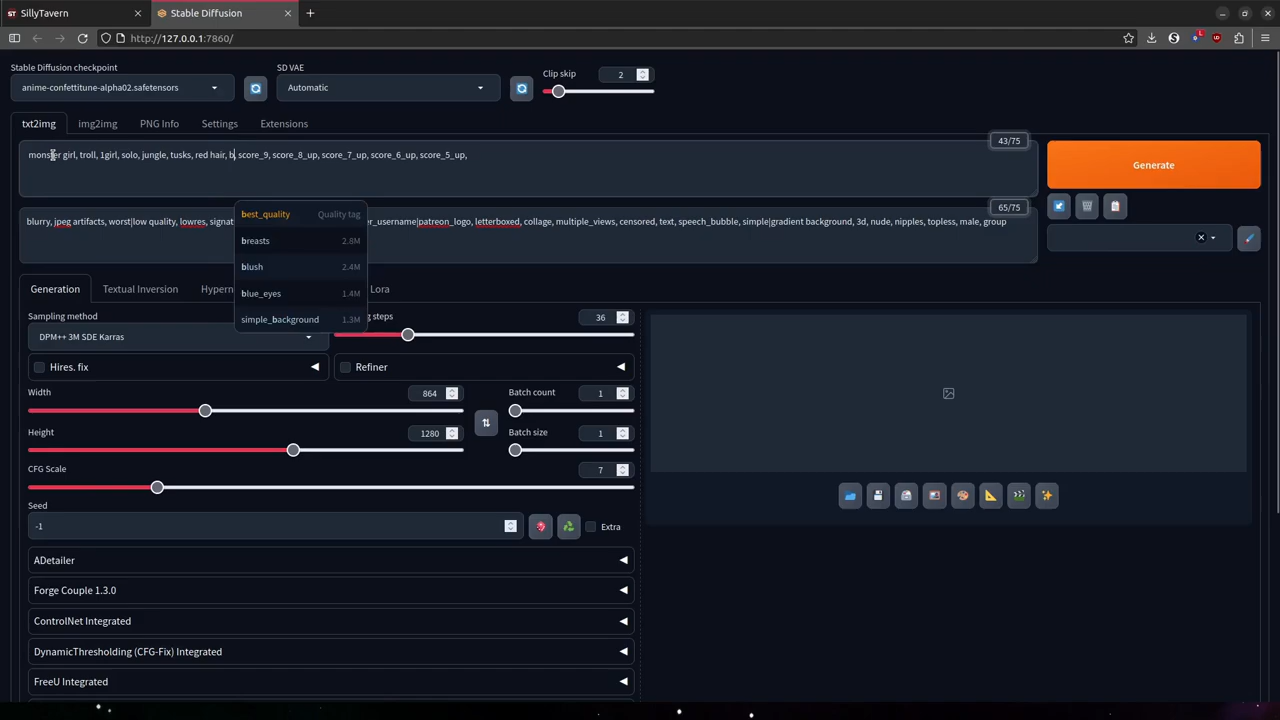 SillyTavern
Stable Diffusion
http://127.0.0.1:7860/
Stable Diffusion checkpoint
anime-confettitune-alpha02.safetensors
SD VAE
Automatic
Clip skip
2
txt2img
img2img
PNG Info
Settings
Extensions
43/75
monster girl, troll, 1girl, solo, jungle, tusks, red hair, b, score_9, score_8_up, score_7_up, score_6_up, score_5_up,
Generate
65/75
blurry, jpeg artifacts, worst|low quality, lowres, signat
er_username|patreon_logo, letterboxed, collage, multiple_views, censored, text, speech_bubble, simple|gradient background, 3d, nude, nipples, topless, male, group
best_quality Quality tag
breasts 2.8M
blush 2.4M
blue_eyes 1.4M
simple_background 1.3M
Generation
Textual Inversion
Hypern
Lora
Sampling method
DPM++ 3M SDE Karras
g steps
36
Hires. fix
Refiner
Width
864
Batch count
1
Height
1280
Batch size
1
CFG Scale
7
Seed
-1
Extra
ADetailer
Forge Couple 1.3.0
ControlNet Integrated
DynamicThresholding (CFG-Fix) Integrated
FreeU Integrated